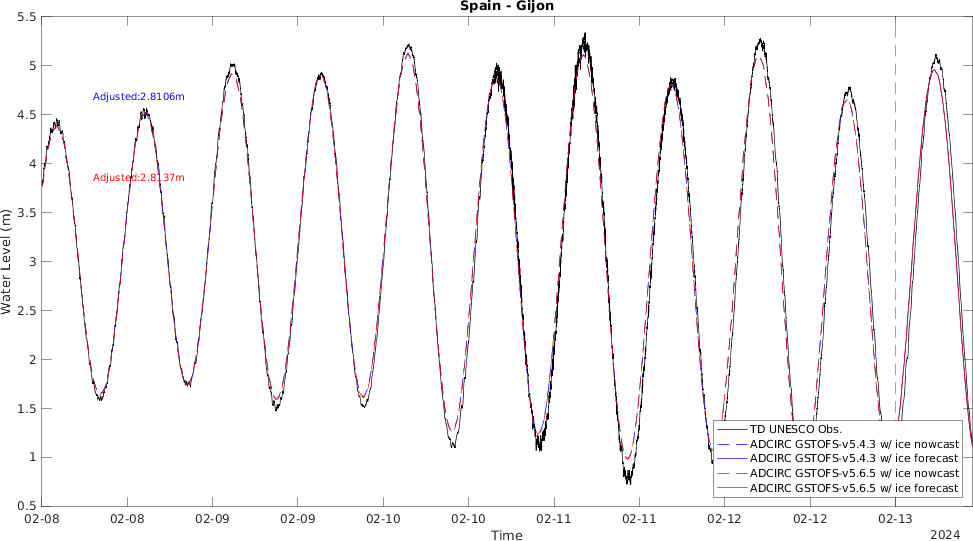 Spain - Gijon
5.5
5
4.5
4
3.5
3
2.5
2
1.5
1
0.5
Water Level (m)
Adjusted:2.8106m
Adjusted:2.8137m
TD UNESCO Obs.
ADCIRC GSTOFS-v5.4.3 w/ ice nowcast
ADCIRC GSTOFS-v5.4.3 w/ ice forecast
ADCIRC GSTOFS-v5.6.5 w/ ice nowcast
ADCIRC GSTOFS-v5.6.5 w/ ice forecast
02-08 02-08 02-09 02-09 02-10 02-10 02-11 02-11 02-12 02-12 02-13
Time
2024